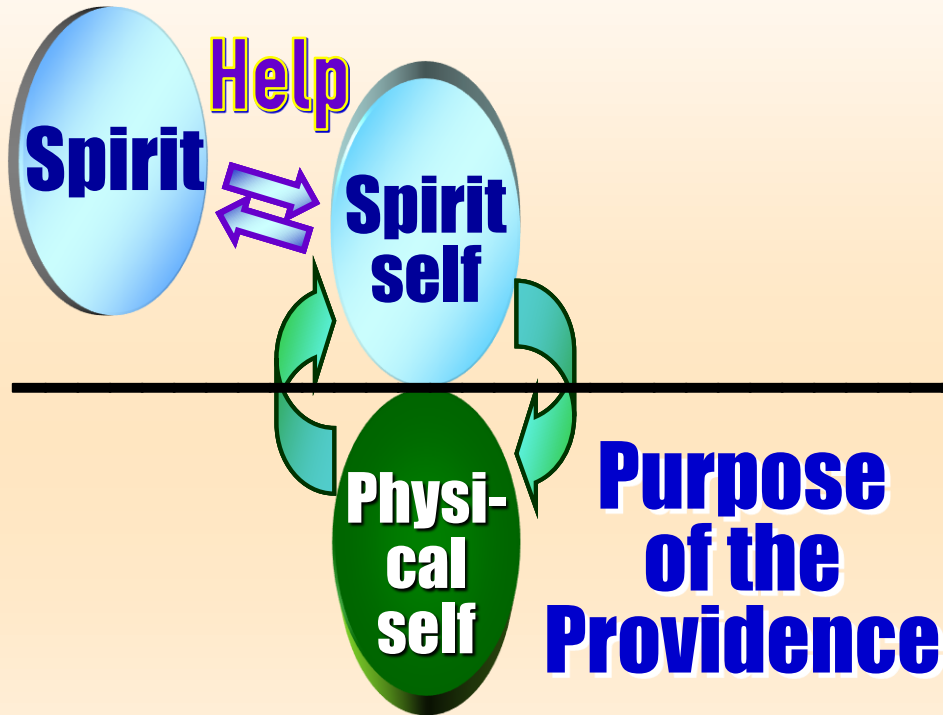 Help
Spirit
Spirit
self
Physi-
cal
self
Purpose
of the
Providence